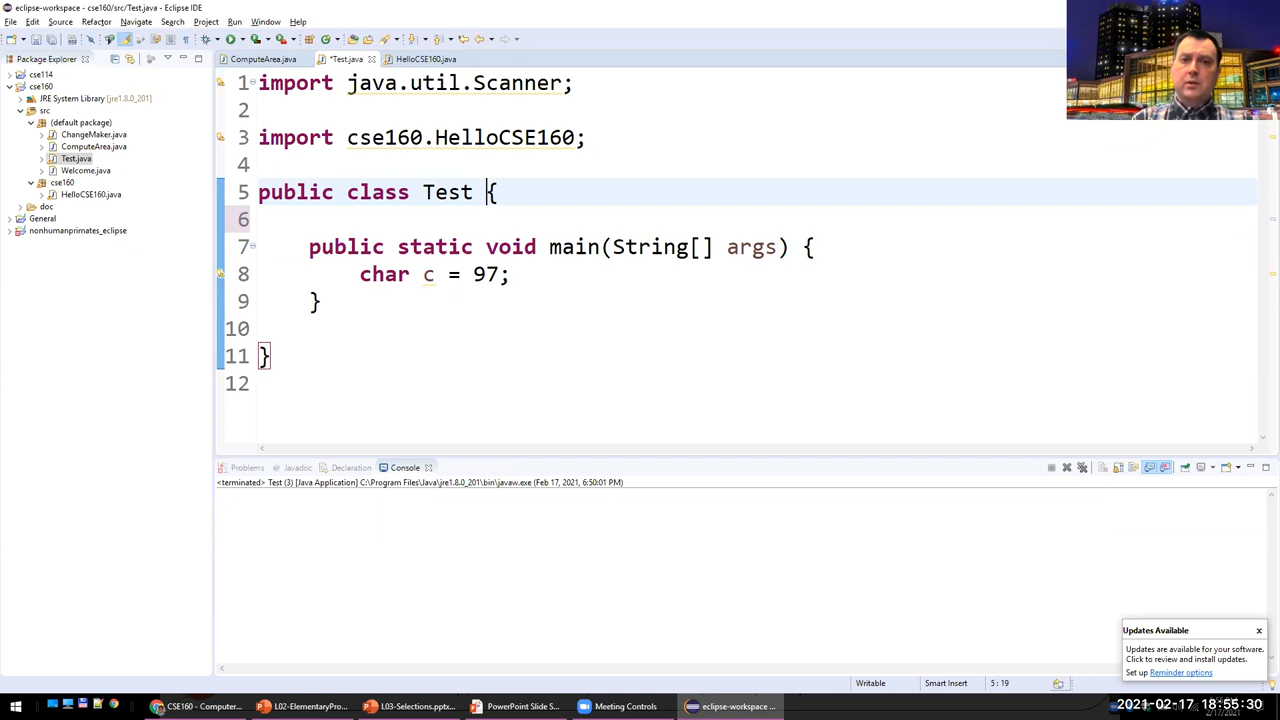 eclipse-workspace - cse160/src/Test.java - Eclipse IDE
File Edit Source Refactor Navigate Search Project Run Window Help
Package Explorer
cse114
cse160
JRE System Library [jre1.8.0_201]
src
(default package)
ChangeMaker.java
ComputeArea.java
Test.java
Welcome.java
cse160
HelloCSE160.java
doc
General
nonhumanprimates_eclipse
ComputeArea.java *Test.java HelloCSE160.java
1 import java.util.Scanner;
2
3 import cse160.HelloCSE160;
4
5 public class Test {
6
7 public static void main(String[] args) {
8 char c = 97;
9 }
10
11 }
12
Problems Javadoc Declaration Console
<terminated> Test (3) [Java Application] C:\Program Files\Java\jre1.8.0_201\bin\javaw.exe (Feb 17, 2021, 6:50:01 PM)
Updates Available
Updates are available for your software.
Click to review and install updates.
Set up Reminder options
Writable Smart Insert 5 : 19
CSE160 - Computer... L02-ElementaryPro... L03-Selections.pptx... PowerPoint Slide S... Meeting Controls eclipse-workspace ...
2021-02-17 18:55:30